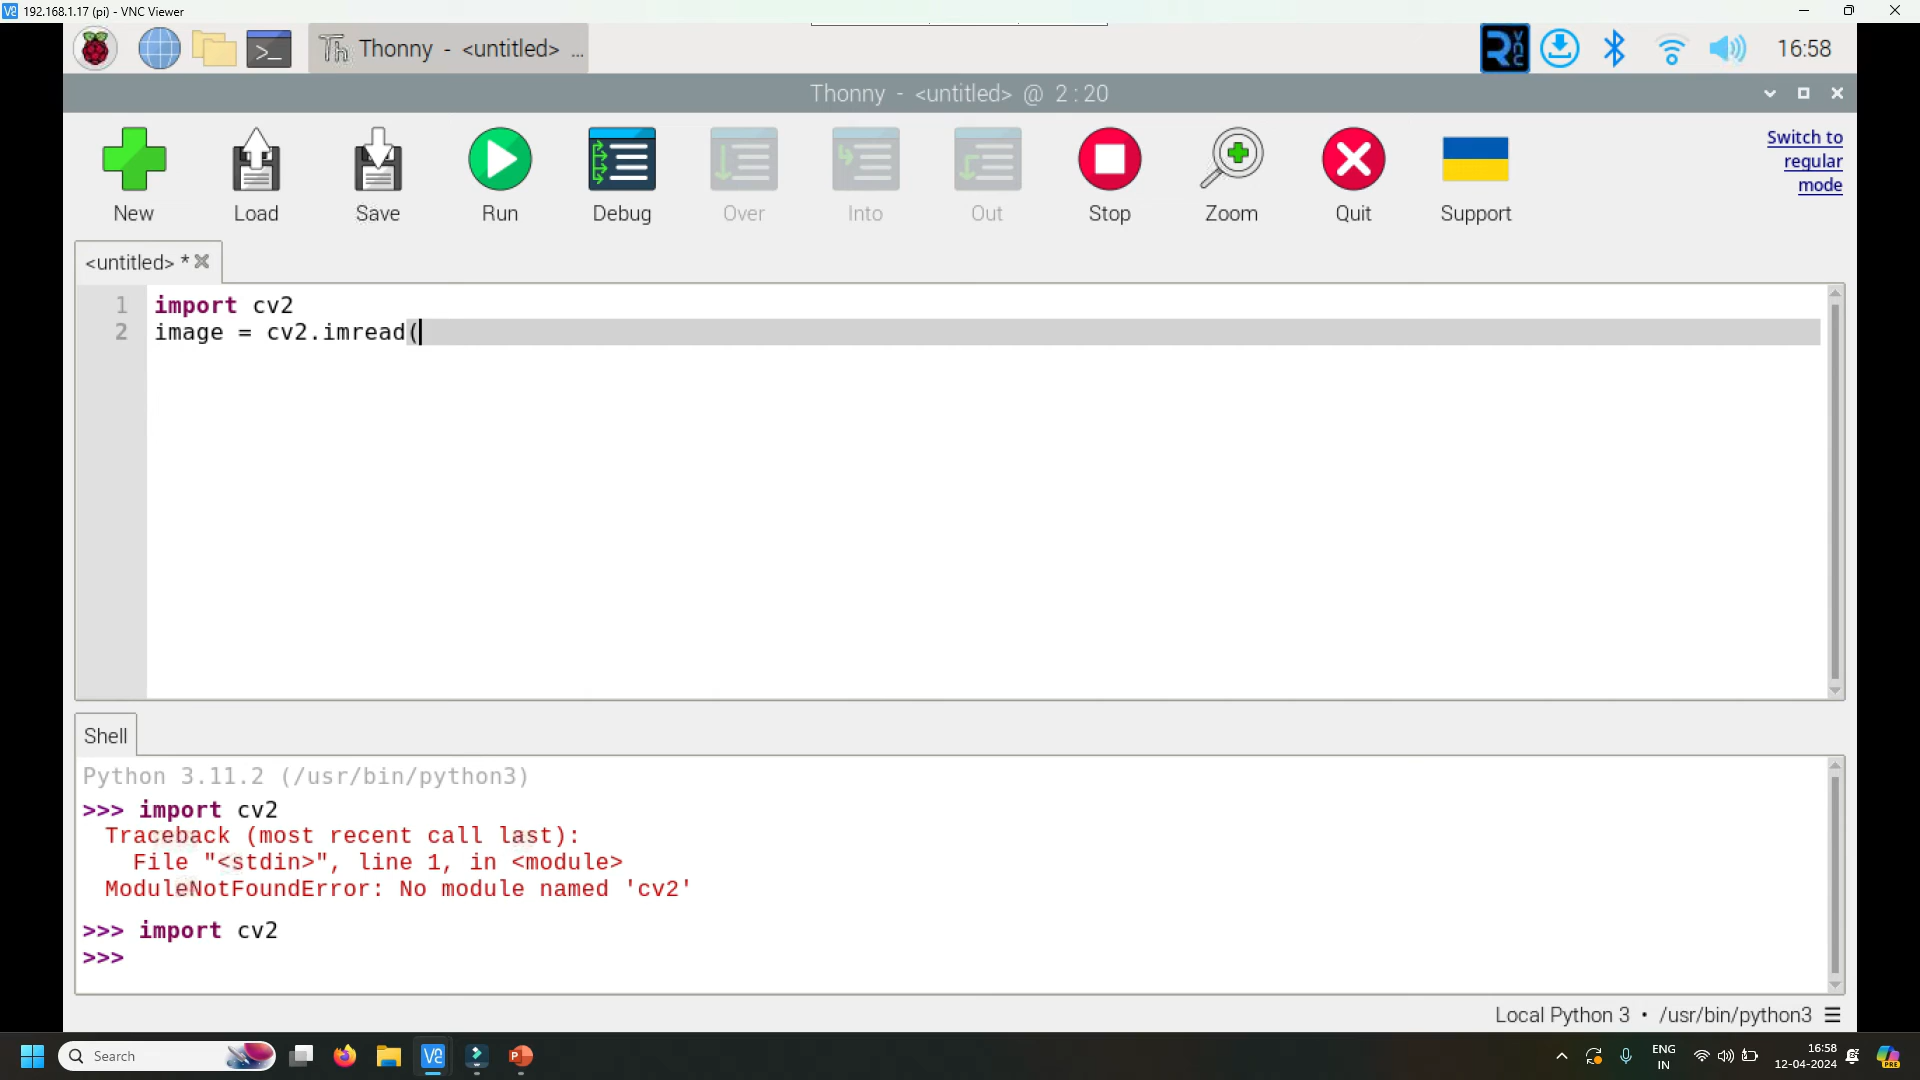 192.168.1.17 (pi) - VNC Viewer
Thonny - <untitled> ...
16:58
Thonny - <untitled> @ 2 : 20
New
Load
Save
Run
Debug
Over
Into
Out
Stop
Zoom
Quit
Support
Switch to
regular
mode
<untitled> *
1 import cv2
2 image = cv2.imread(
Shell
Python 3.11.2 (/usr/bin/python3)
>>> import cv2
Traceback (most recent call last):
File "<stdin>", line 1, in <module>
ModuleNotFoundError: No module named 'cv2'
>>> import cv2
>>>
Local Python 3 • /usr/bin/python3
Search
ENG
IN
16:58
12-04-2024